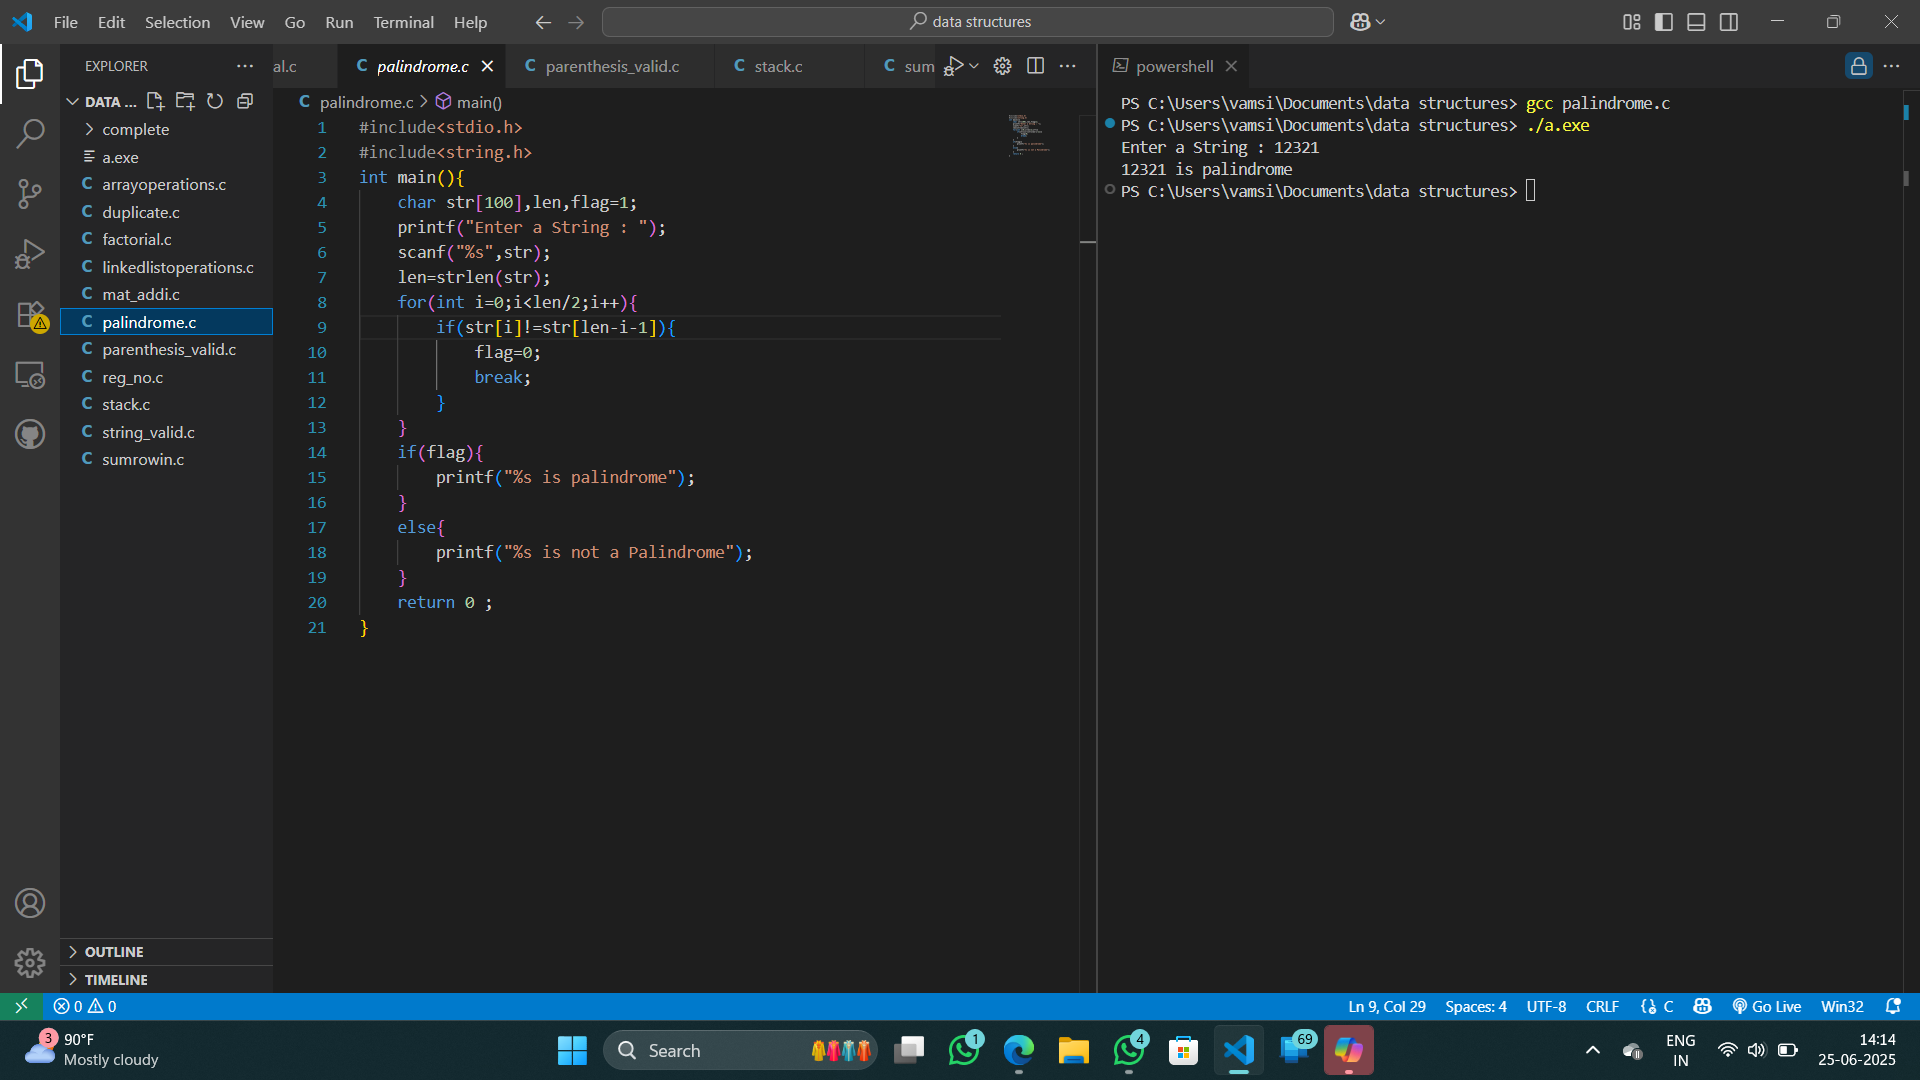 File Edit Selection View Go Run Terminal Help
data structures
EXPLORER
DATA ...
complete
a.exe
C arrayoperations.c
C duplicate.c
C factorial.c
C linkedlistoperations.c
C mat_addi.c
C palindrome.c
C parenthesis_valid.c
C reg_no.c
C stack.c
C string_valid.c
C sumrowin.c
OUTLINE
TIMELINE
al.c
C palindrome.c
C parenthesis_valid.c
C stack.c
C sum
C palindrome.c > main()
1 #include<stdio.h>
2 #include<string.h>
3 int main(){
4 char str[100],len,flag=1;
5 printf("Enter a String : ");
6 scanf("%s",str);
7 len=strlen(str);
8 for(int i=0;i<len/2;i++){
9 if(str[i]!=str[len-i-1]){
10 flag=0;
11 break;
12 }
13 }
14 if(flag){
15 printf("%s is palindrome");
16 }
17 else{
18 printf("%s is not a Palindrome");
19 }
20 return 0 ;
21 }
powershell
PS C:\Users\vamsi\Documents\data structures> gcc palindrome.c
PS C:\Users\vamsi\Documents\data structures> ./a.exe
Enter a String : 12321
12321 is palindrome
PS C:\Users\vamsi\Documents\data structures>
0 0
Ln 9, Col 29 Spaces: 4 UTF-8 CRLF {} C Go Live Win32
3
90°F
Mostly cloudy
Search
1
4
69
ENG
IN
14:14
25-06-2025